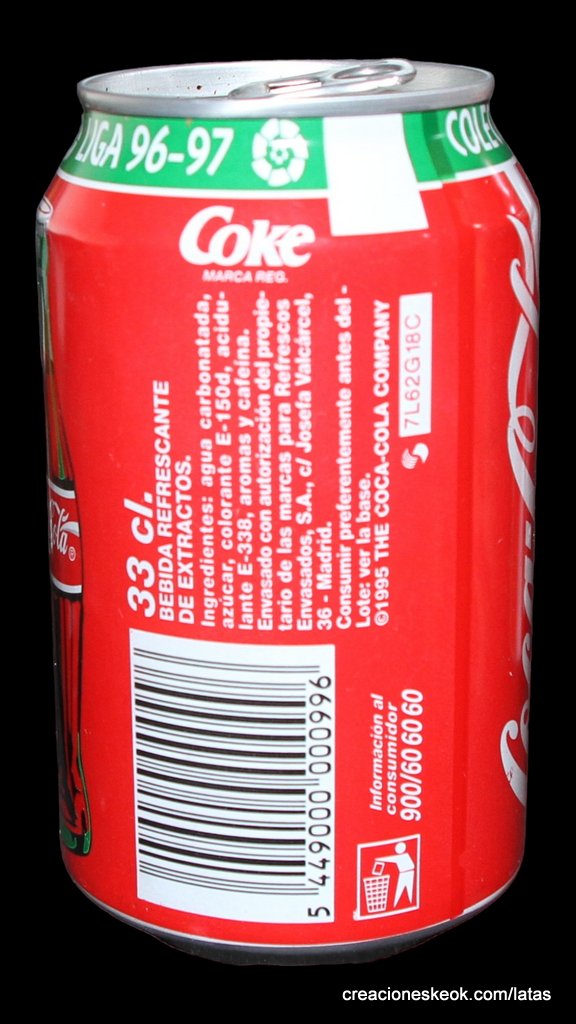 LIGA 96-97
COLE
Coke
MARCA REG.
33 cl.
BEBIDA REFRESCANTE
DE EXTRACTOS.
Ingredientes: agua carbonatada,
azúcar, colorante E-150d, acidu-
lante E-338, aromas y cafeína.
Envasado con autorización del propie-
tario de las marcas para Refrescos
Envasados, S.A., c/ Josefa Valcárcel,
36 - Madrid.
Consumir preferentemente antes del -
Lote: ver la base.
©1995 THE COCA-COLA COMPANY
7L62G18C
5 449000 000996
Información al
consumidor
900/60 60 60
creacioneskeok.com/latas